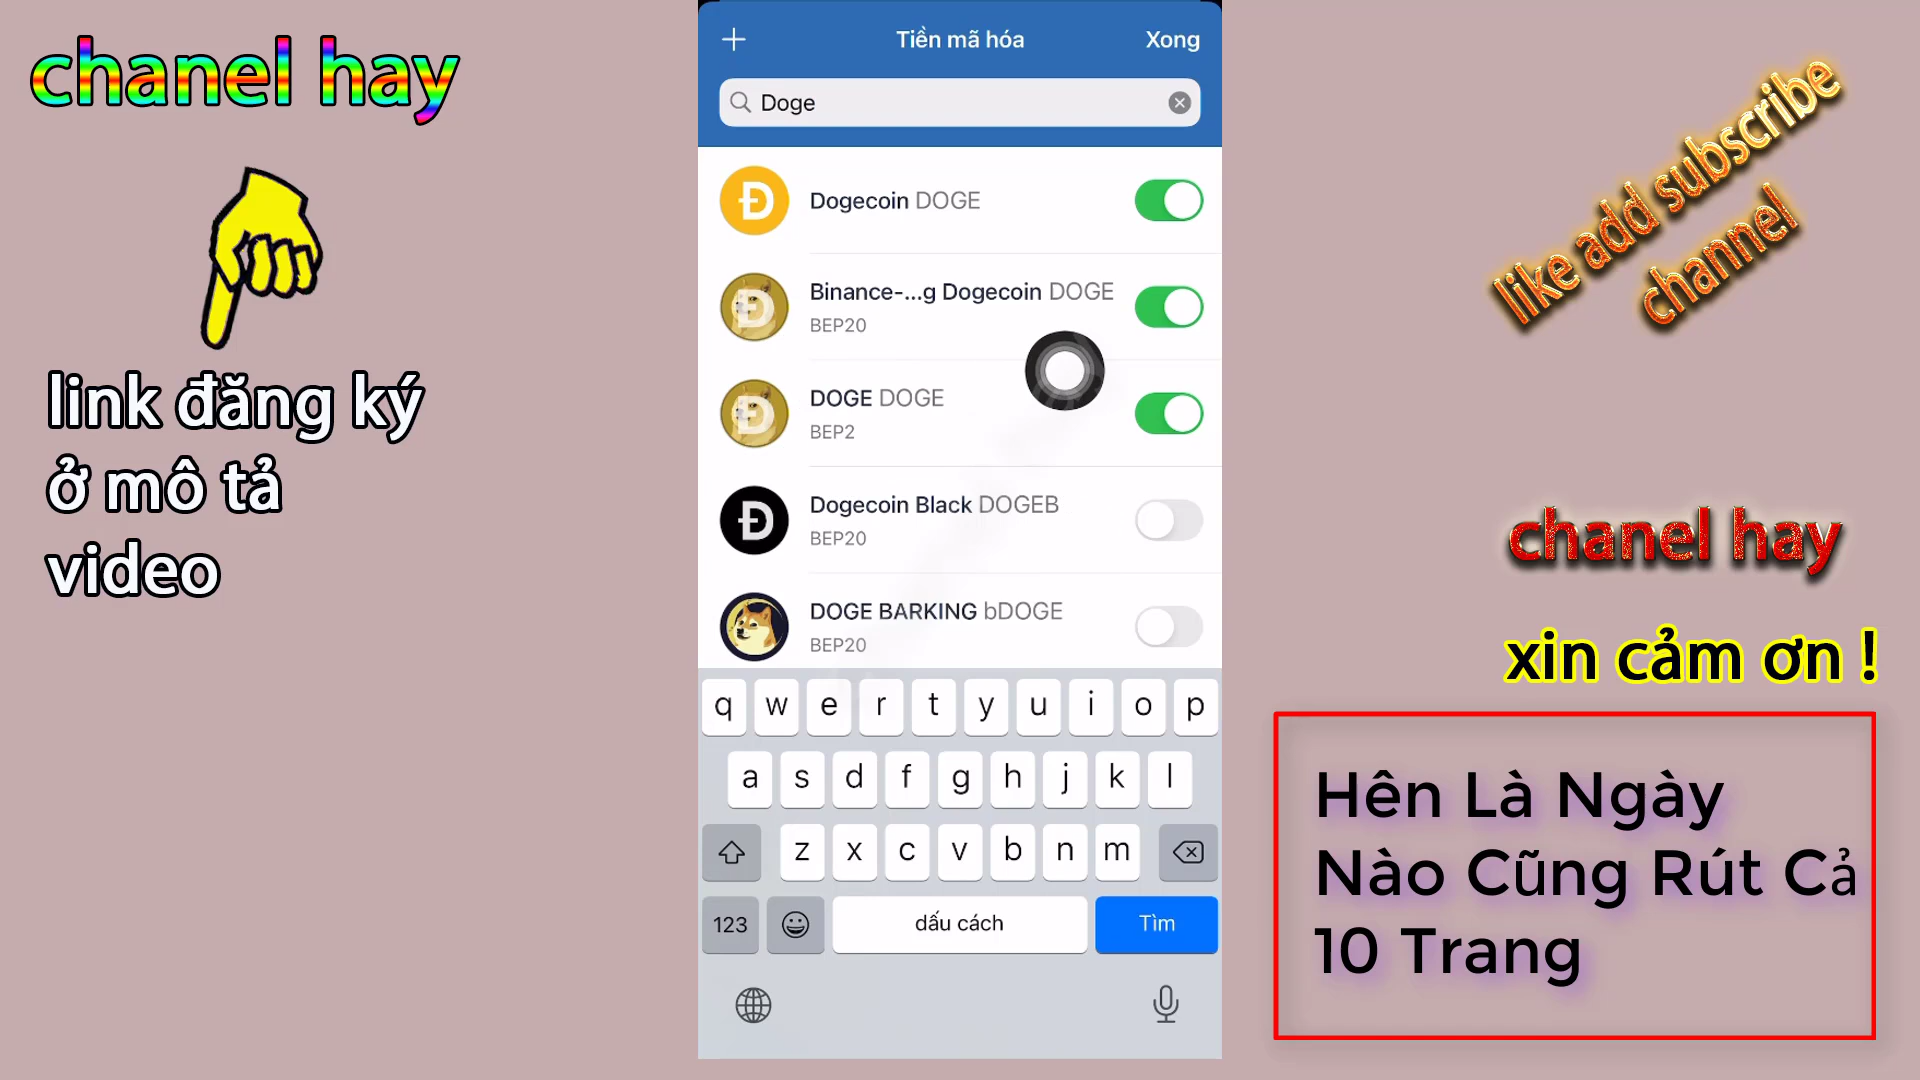 chanel hay
link đăng ký
ở mô tả
video
Tiền mã hóa
Xong
Doge
Dogecoin DOGE
Binance-...g Dogecoin DOGE
BEP20
DOGE DOGE
BEP2
Dogecoin Black DOGEB
BEP20
DOGE BARKING bDOGE
BEP20
q w e r t y u i o p
a s d f g h j k l
z x c v b n m
123
dấu cách
Tìm
like add subscribe
channel
chanel hay
xin cảm ơn !
Hên Là Ngày
Nào Cũng Rút Cả
10 Trang